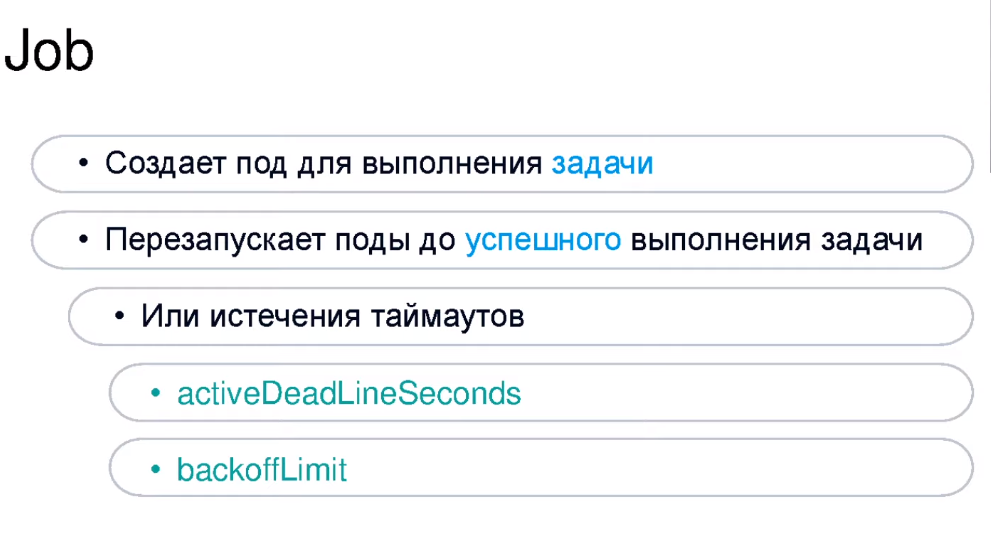 Job
• Создает под для выполнения задачи
• Перезапускает поды до успешного выполнения задачи
• Или истечения таймаутов
• activeDeadLineSeconds
• backoffLimit